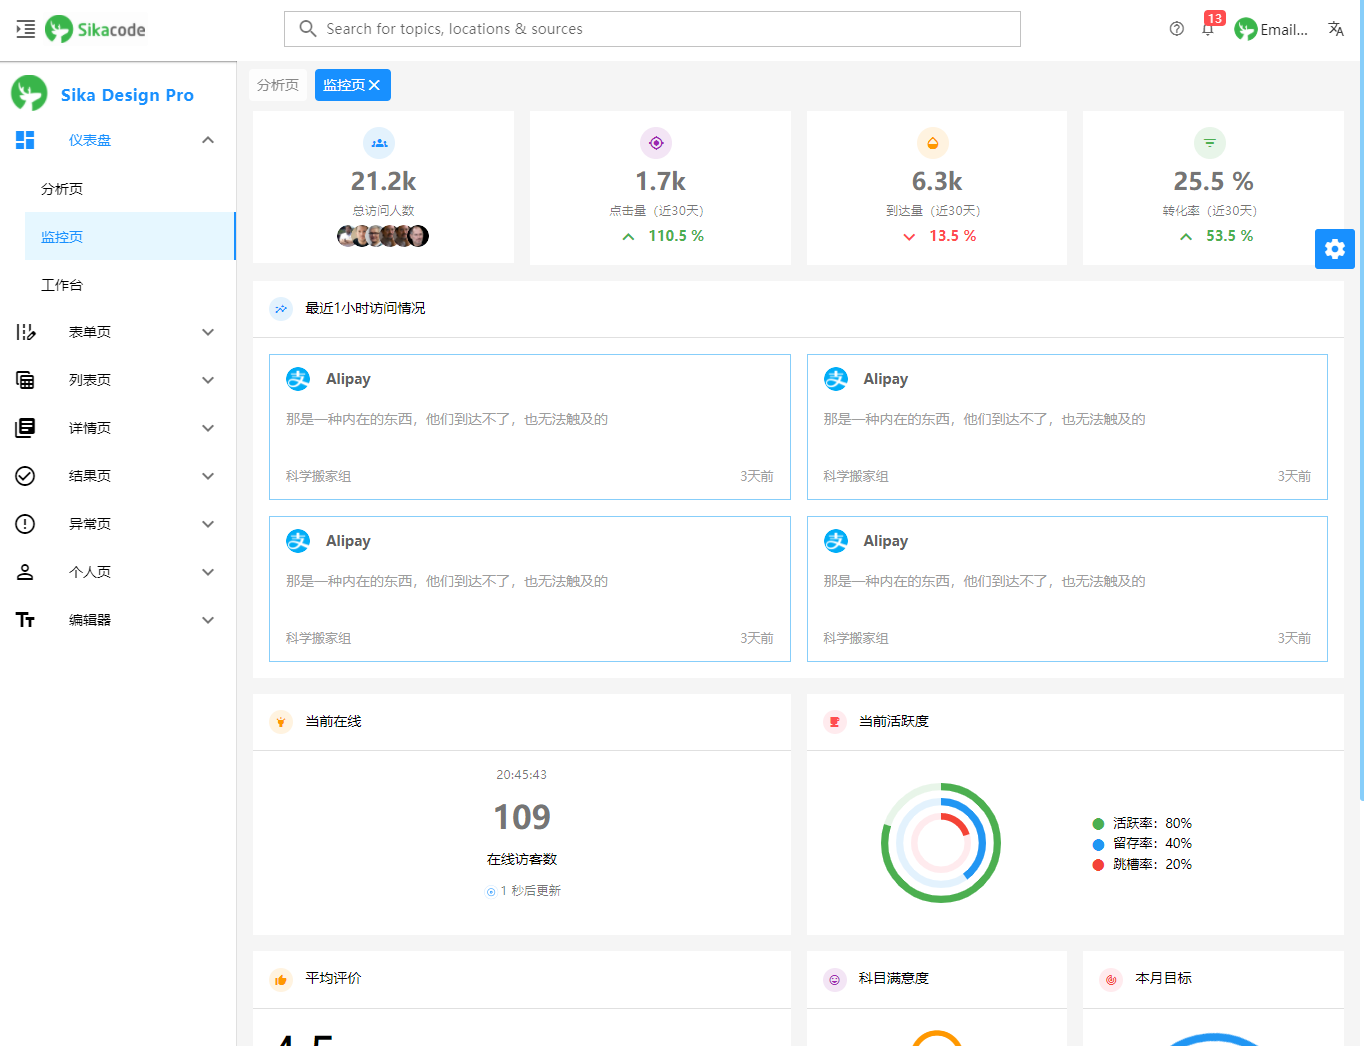 Sikacode
Search for topics, locations & sources
13
Email...
Sika Design Pro
仪表盘
分析页
监控页
工作台
表单页
列表页
详情页
结果页
异常页
个人页
编辑器
分析页
监控页
21.2k
总访问人数
1.7k
点击量（近30天）
110.5 %
6.3k
到达量（近30天）
13.5 %
25.5 %
转化率（近30天）
53.5 %
最近1小时访问情况
Alipay
那是一种内在的东西，他们到达不了，也无法触及的
科学搬家组
3天前
Alipay
那是一种内在的东西，他们到达不了，也无法触及的
科学搬家组
3天前
Alipay
那是一种内在的东西，他们到达不了，也无法触及的
科学搬家组
3天前
Alipay
那是一种内在的东西，他们到达不了，也无法触及的
科学搬家组
3天前
当前在线
20:45:43
109
在线访客数
1 秒后更新
当前活跃度
活跃率：80%
留存率：40%
跳槽率：20%
平均评价
4.5
科目满意度
本月目标